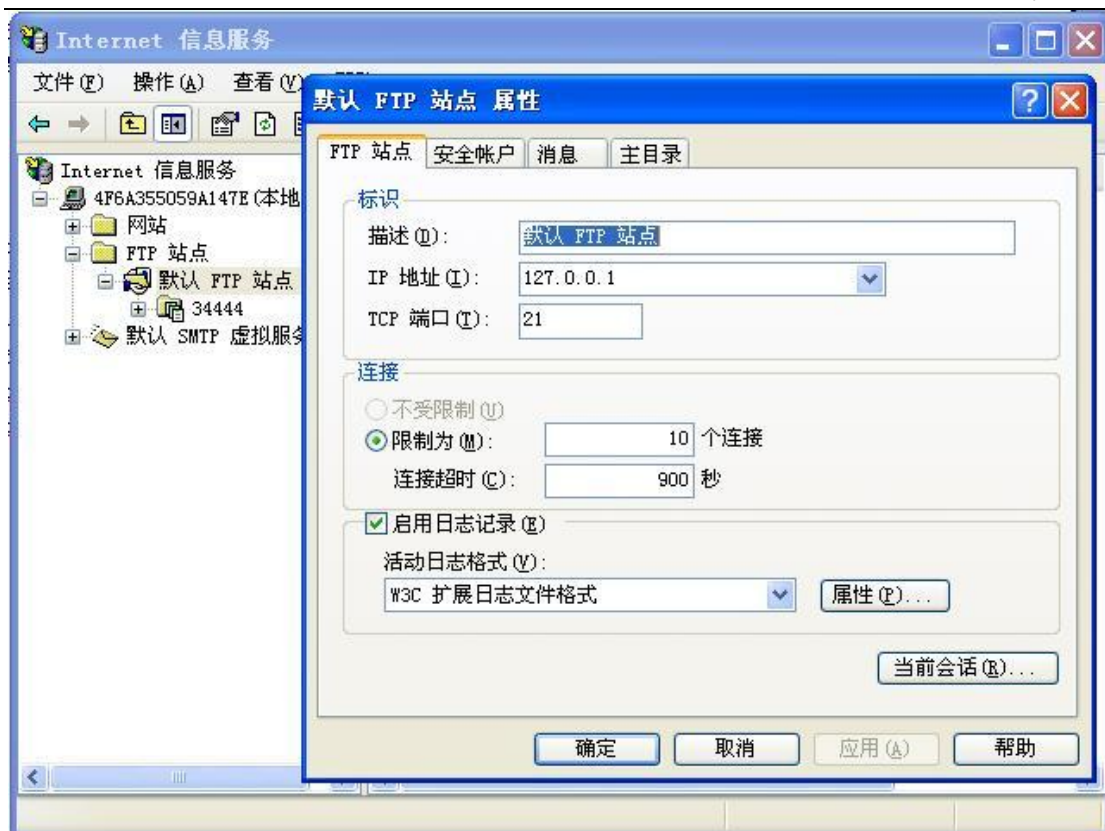 Internet 信息服务
文件(F) 操作(A) 查看(V)
Internet 信息服务
4F6A355059A147E(本地
网站
FTP 站点
默认 FTP 站点
34444
默认 SMTP 虚拟服务
默认 FTP 站点 属性
FTP 站点 安全帐户 消息 主目录
标识
描述(D): 默认 FTP 站点
IP 地址(I): 127.0.0.1
TCP 端口(T): 21
连接
不受限制(U)
限制为(M): 10 个连接
连接超时(C): 900 秒
启用日志记录(E)
活动日志格式(V):
W3C 扩展日志文件格式 属性(P)...
当前会话(R)...
确定 取消 应用(A) 帮助